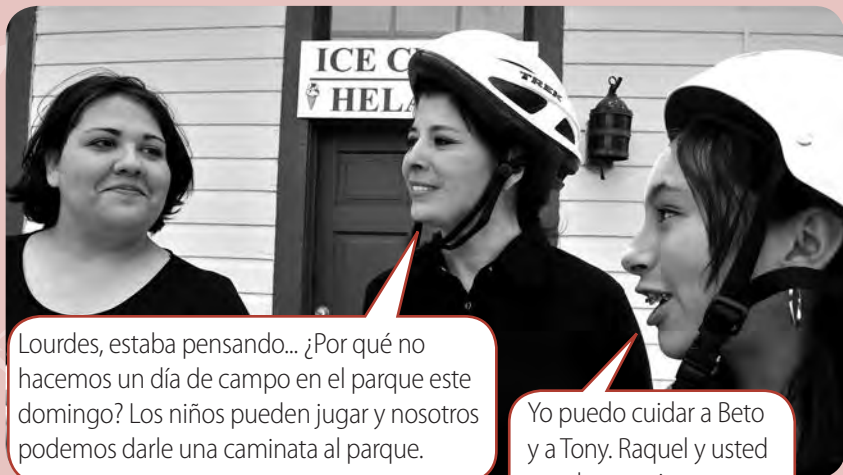 ICE C
HELA
TREK
Lourdes, estaba pensando... ¿Por qué no
hacemos un día de campo en el parque este
domingo? Los niños pueden jugar y nosotros
podemos darle una caminata al parque.
Yo puedo cuidar a Beto
y a Tony. Raquel y usted